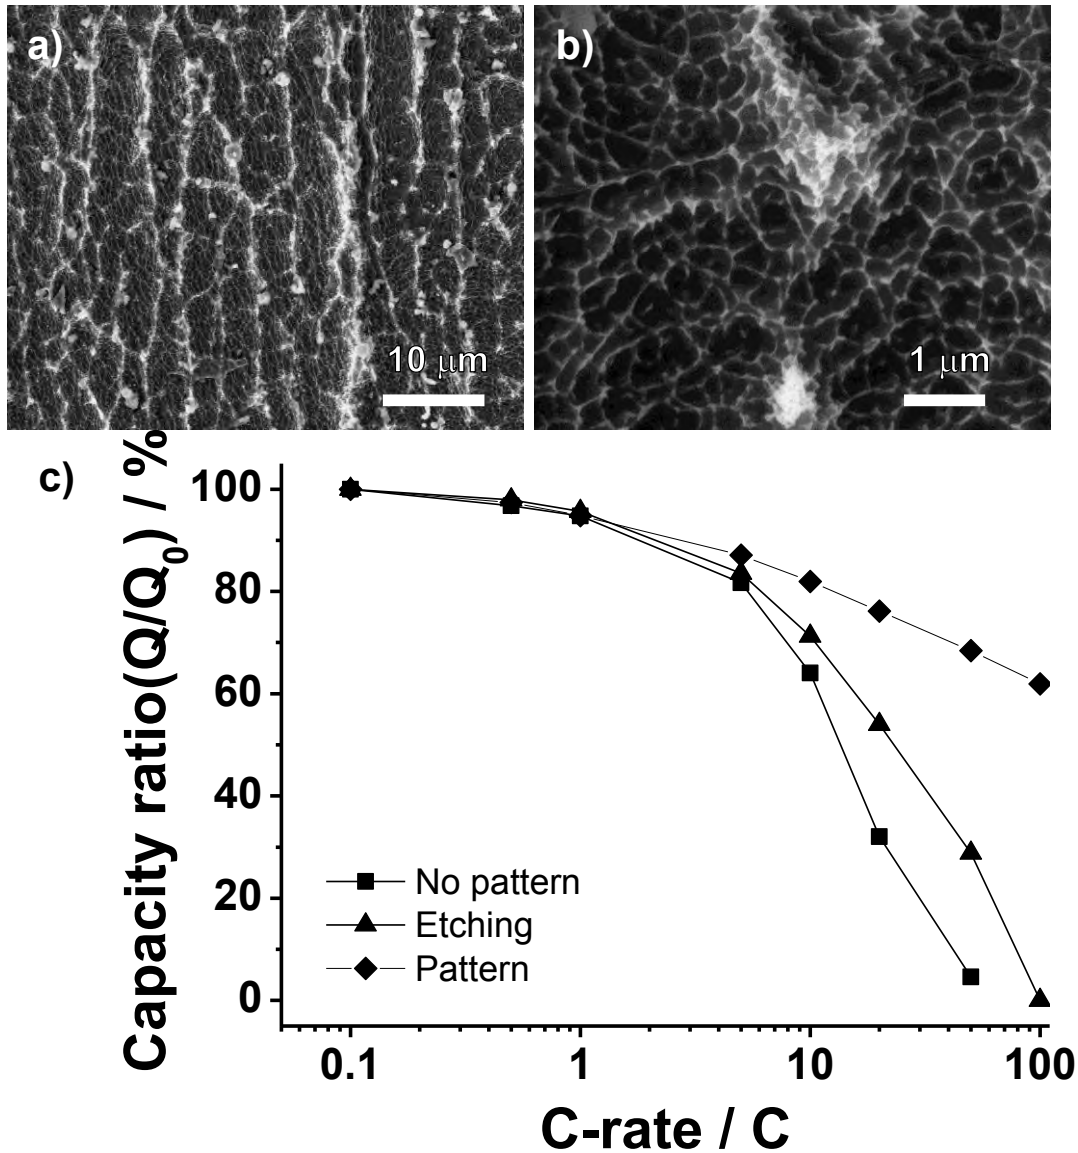 a)
10 μm
b)
1 μm
c)
Capacity ratio(Q/Q0) / %
100
80
60
40
20
0
No pattern
Etching
Pattern
0.1
1
10
100
C-rate / C